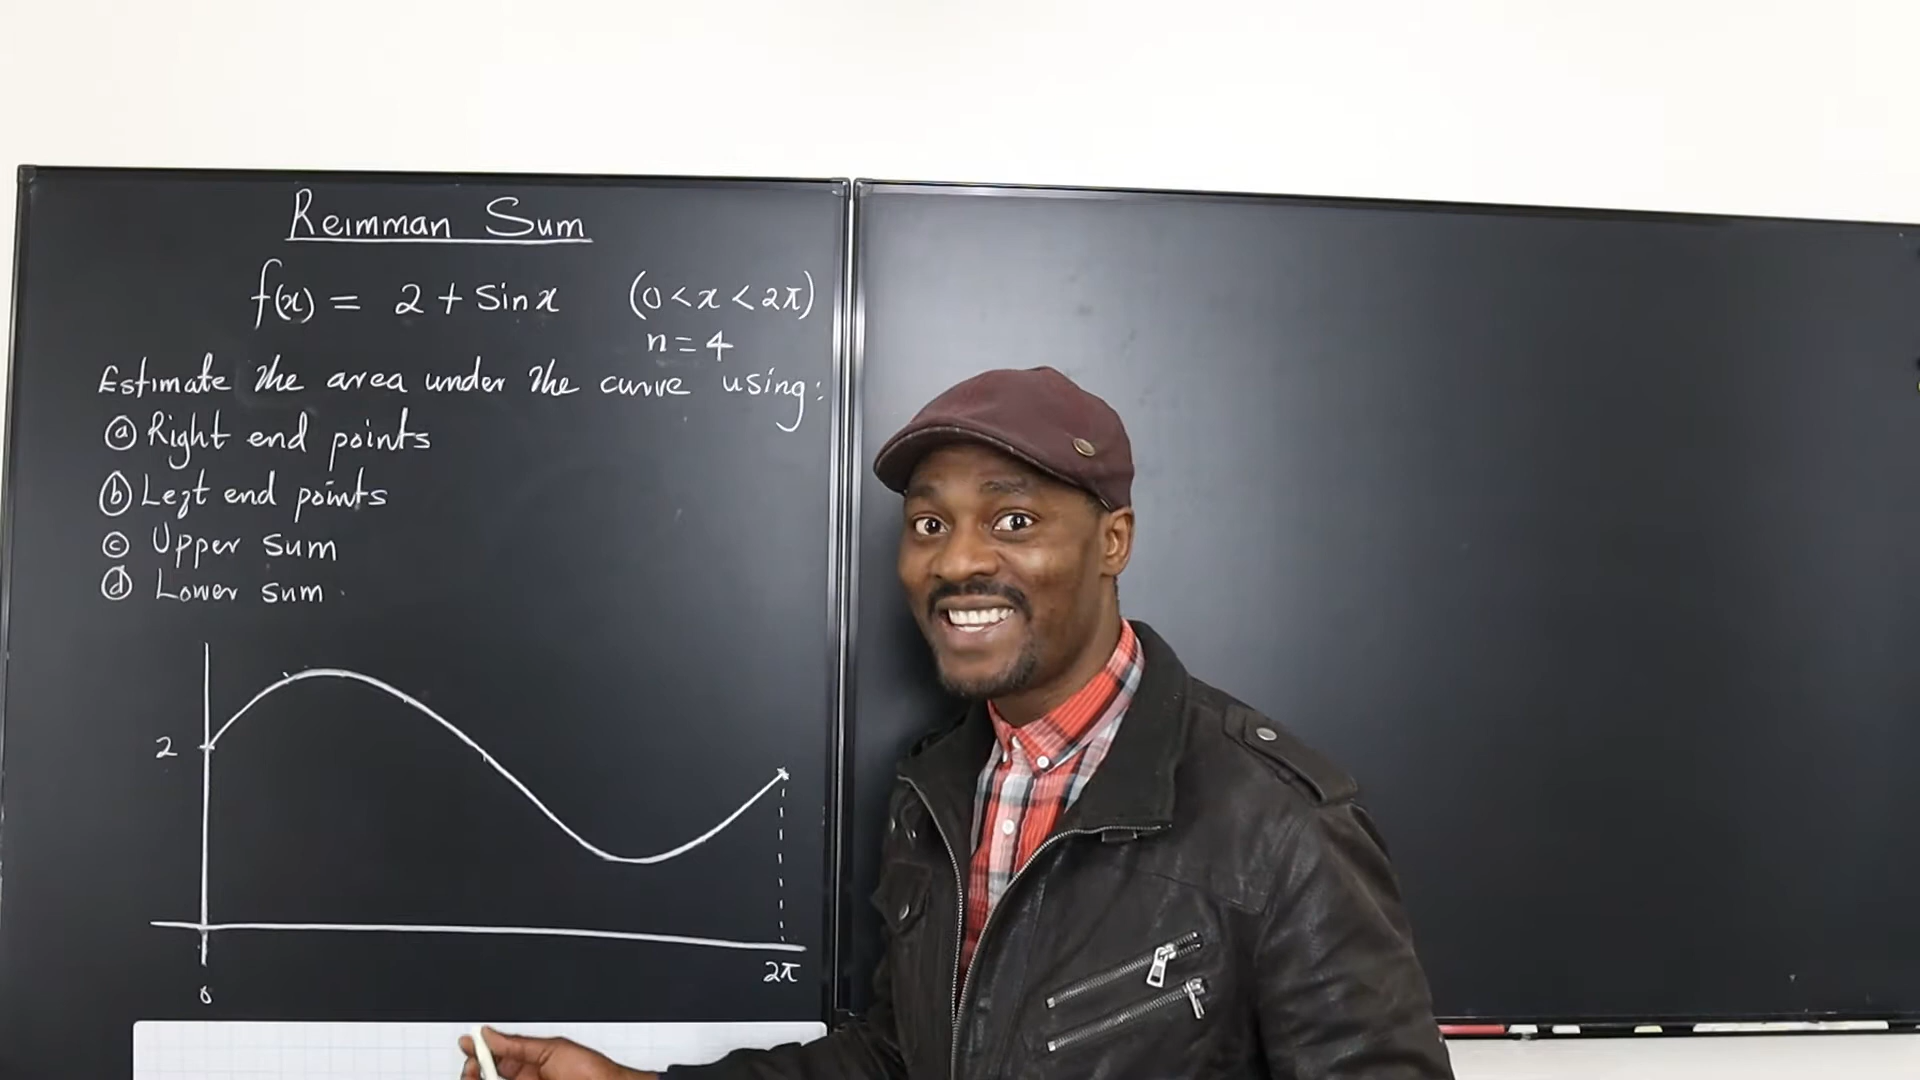 Reimman Sum
f(x) = 2 + Sin x (0 < x < 2π)
n = 4
Estimate the area under the curve using:
ⓐ Right end points
ⓑ Left end points
ⓒ Upper sum
ⓓ Lower sum
2
0
2π